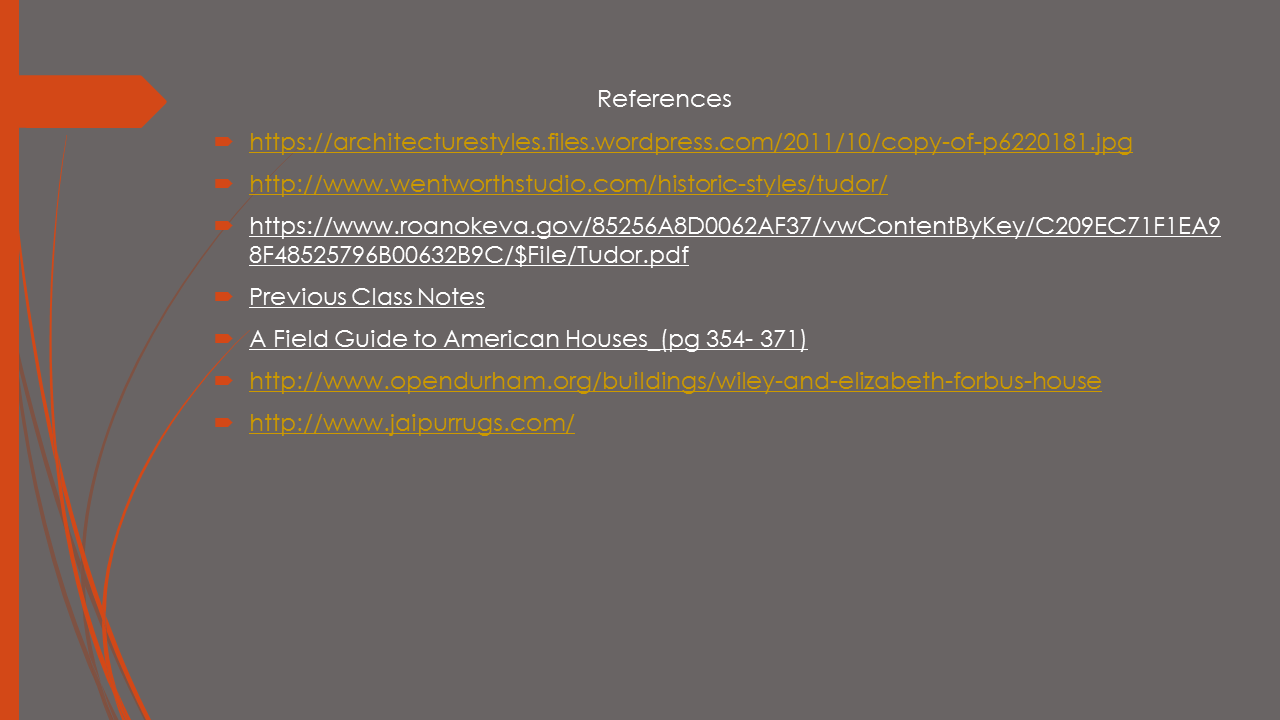 References
https://architecturestyles.files.wordpress.com/2011/10/copy-of-p6220181.jpg
http://www.wentworthstudio.com/historic-styles/tudor/
https://www.roanokeva.gov/85256A8D0062AF37/vwContentByKey/C209EC71F1EA9
8F48525796B00632B9C/$File/Tudor.pdf
Previous Class Notes
A Field Guide to American Houses_(pg 354- 371)
http://www.opendurham.org/buildings/wiley-and-elizabeth-forbus-house
http://www.jaipurrugs.com/